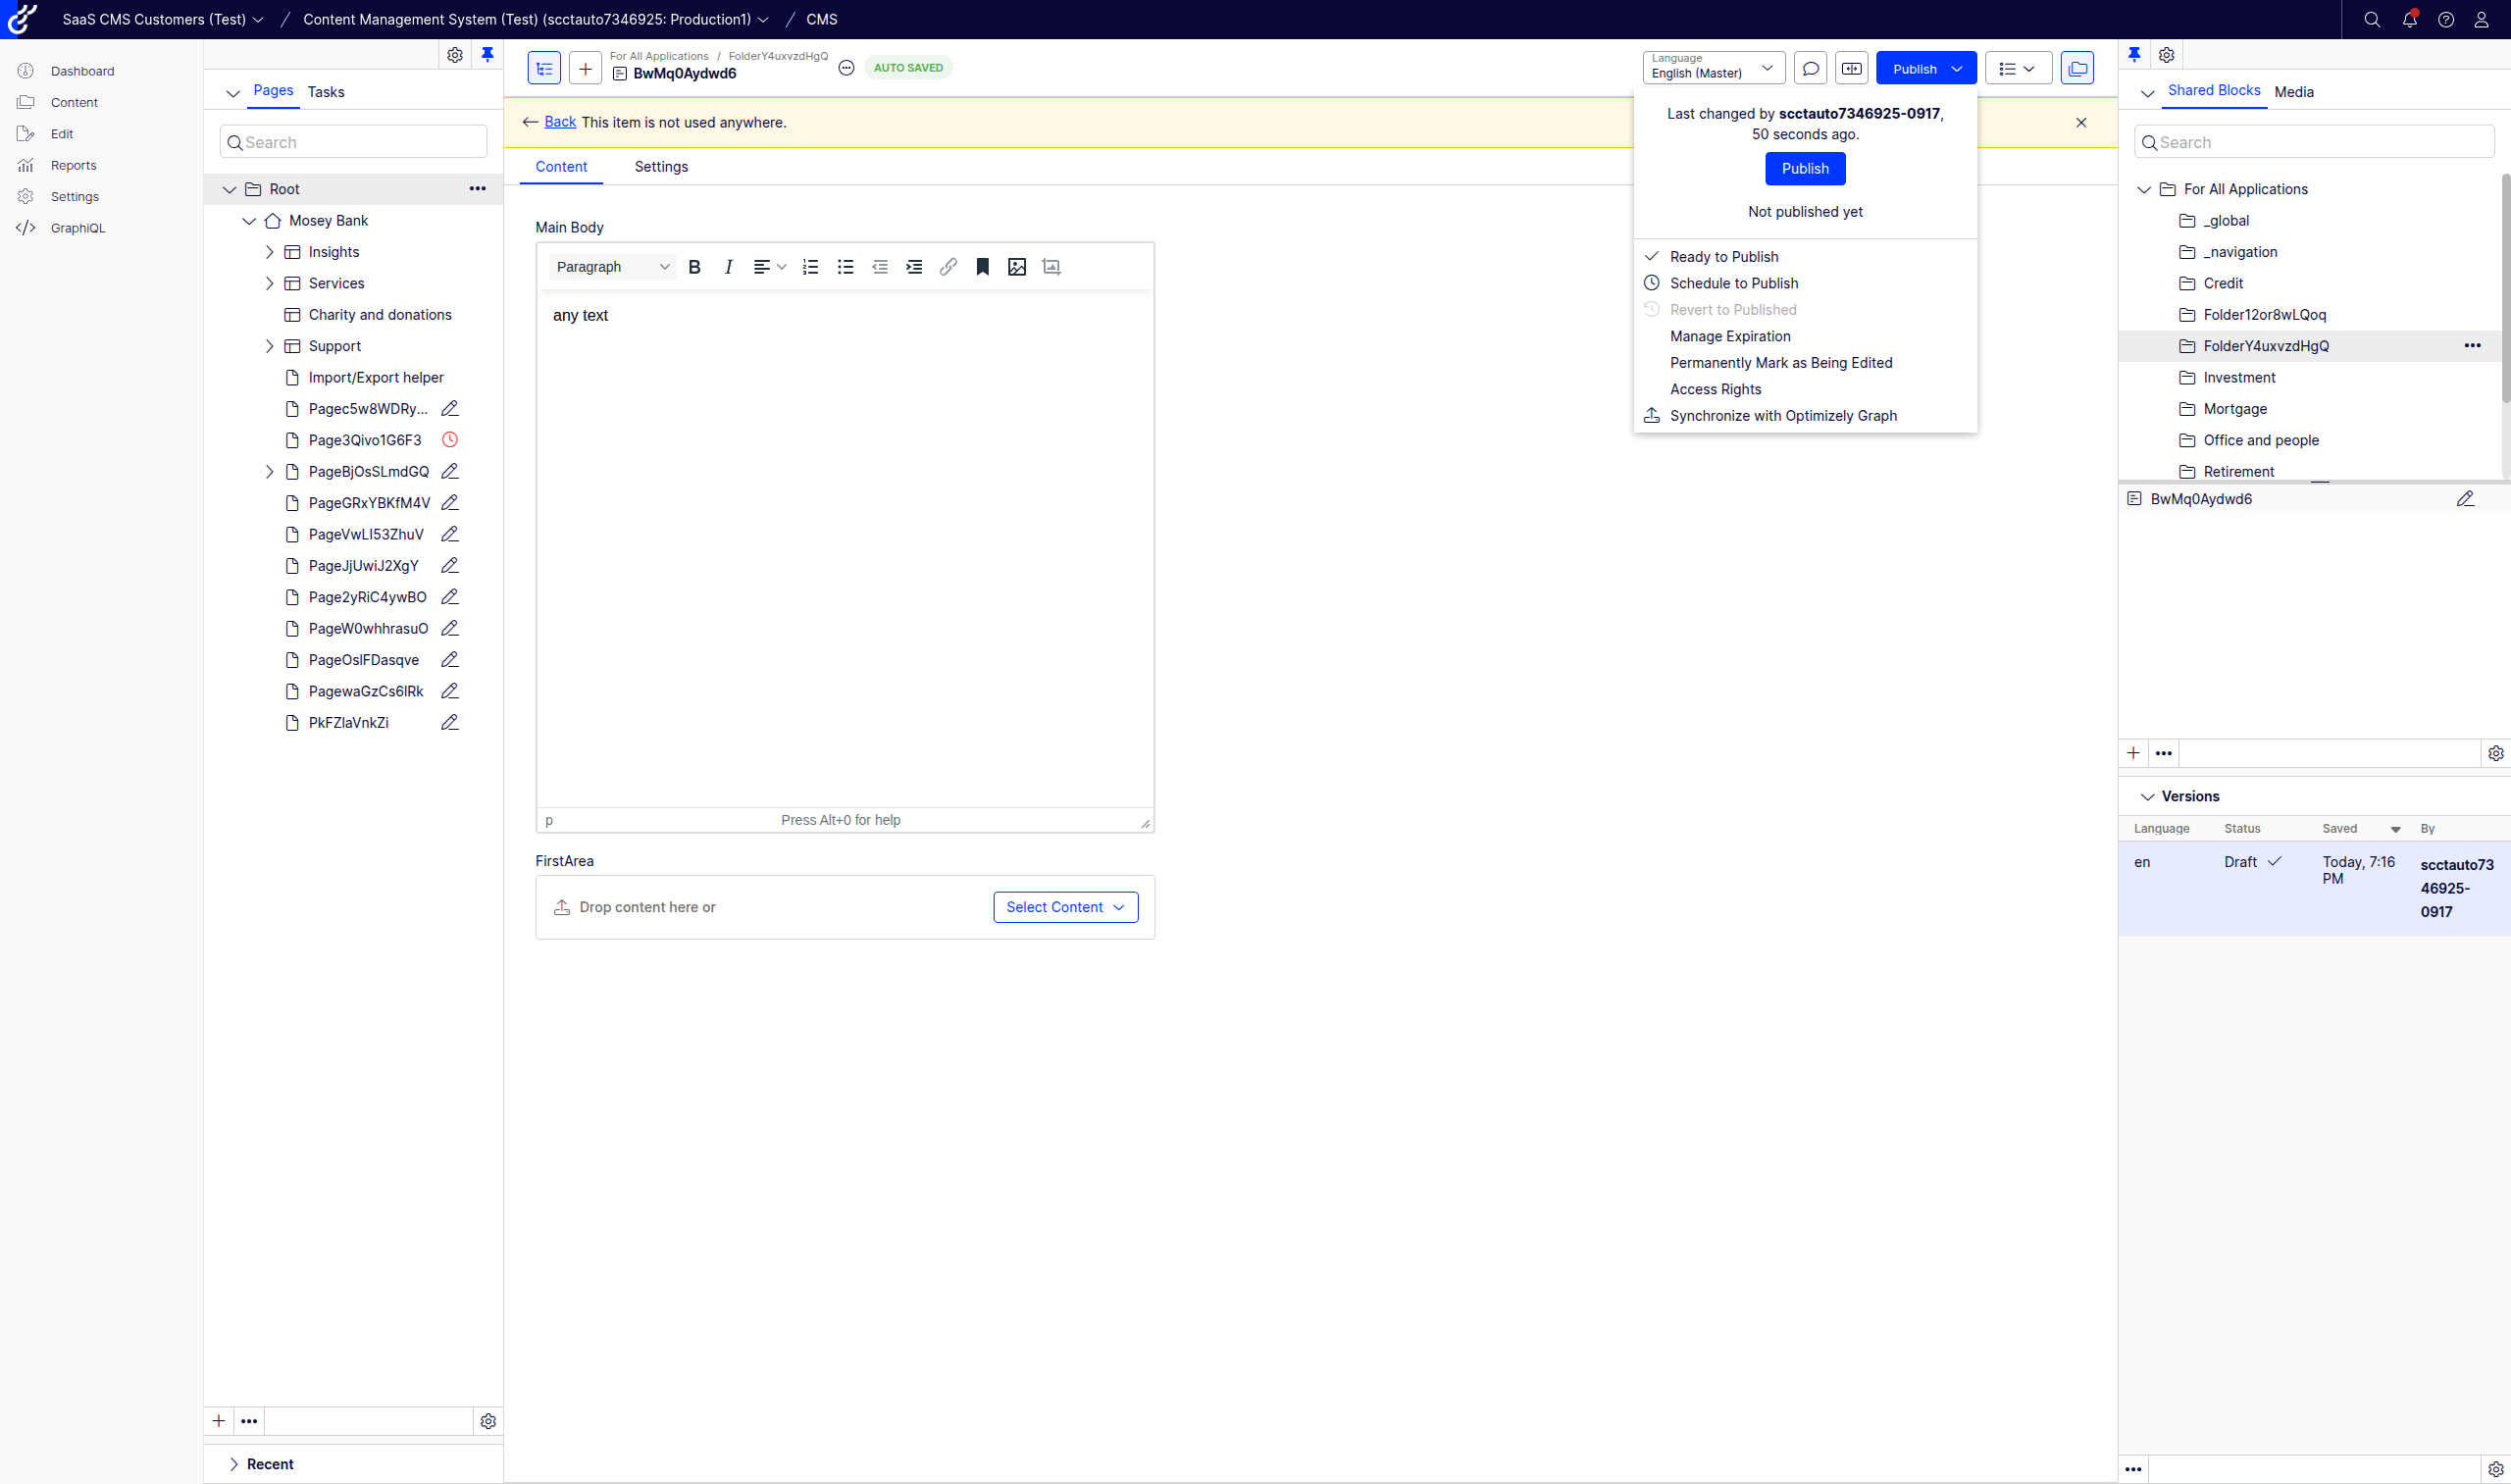 SaaS CMS Customers (Test) / Content Management System (Test) (scctauto7346925: Production1) / CMS
Dashboard
Content
Edit
Reports
Settings
GraphiQL
Pages Tasks
Search
Root
Mosey Bank
Insights
Services
Charity and donations
Support
Import/Export helper
Pagec5w8WDRy...
Page3Qivo1G6F3
PageBjOsSLmdGQ
PageGRxYBKfM4V
PageVwLI53ZhuV
PageJjUwiJ2XgY
Page2yRiC4ywBO
PageW0whhrasuO
PageOslFDasqve
PagewaGzCs6IRk
PkFZlaVnkZi
Recent
For All Applications / FolderY4uxvzdHgQ
BwMq0Aydwd6
AUTO SAVED
Language
English (Master)
Publish
Back This item is not used anywhere.
Content Settings
Main Body
Paragraph
any text
p Press Alt+0 for help
FirstArea
Drop content here or Select Content
Last changed by scctauto7346925-0917,
50 seconds ago.
Publish
Not published yet
Ready to Publish
Schedule to Publish
Revert to Published
Manage Expiration
Permanently Mark as Being Edited
Access Rights
Synchronize with Optimizely Graph
Shared Blocks Media
Search
For All Applications
_global
_navigation
Credit
Folder12or8wLQoq
FolderY4uxvzdHgQ
Investment
Mortgage
Office and people
Retirement
BwMq0Aydwd6
Versions
Language Status Saved By
en Draft Today, 7:16 scctauto73
PM 46925-
0917